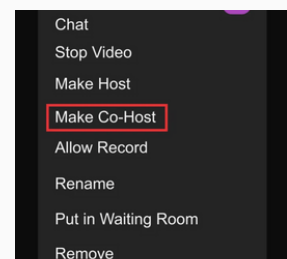 Chat
Stop Video
Make Host
Make Co-Host
Allow Record
Rename
Put in Waiting Room
Remove